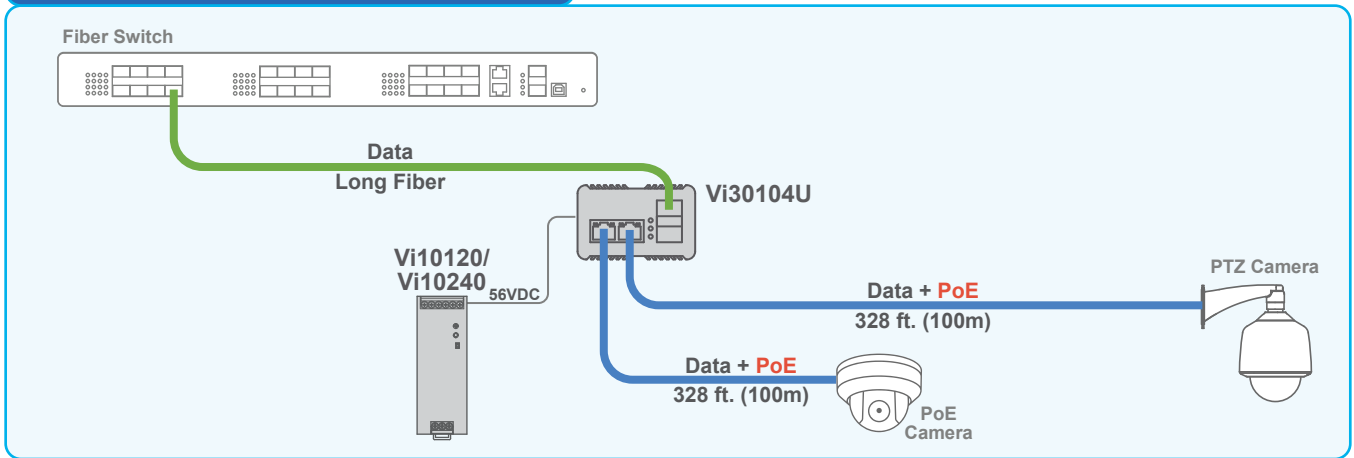 Fiber Switch
Data
Long Fiber
Vi30104U
Vi10120/
Vi10240
56VDC
Data + PoE
328 ft. (100m)
PTZ Camera
Data + PoE
328 ft. (100m)
PoE
Camera